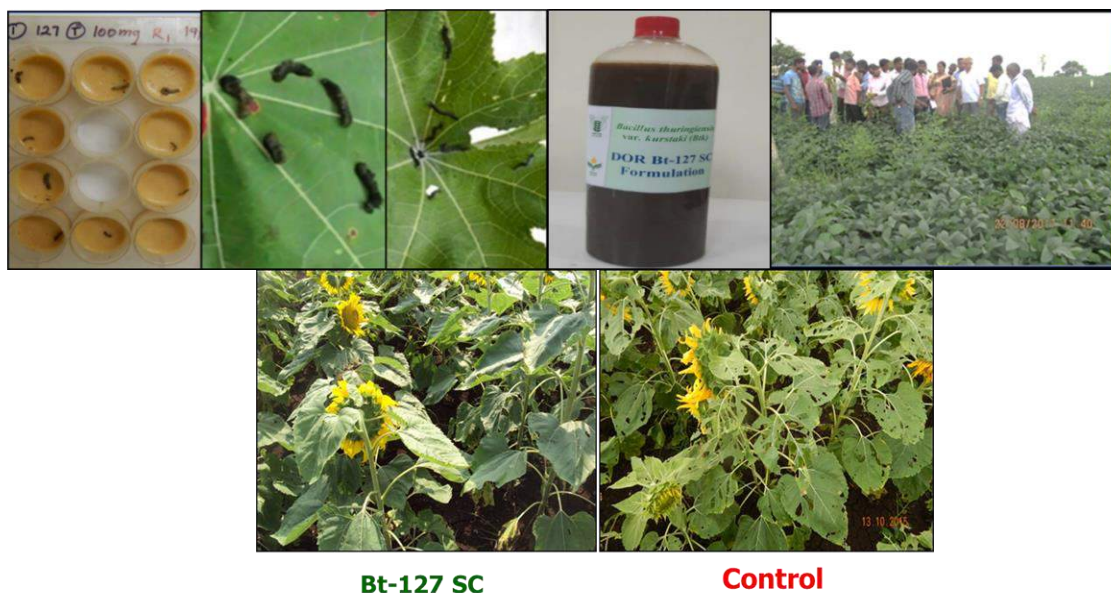 127 100mg R1
Bacillus thuringiensis
var. kurstaki (Btk)
DOR Bt-127 SC
Formulation
13.10.2015
Bt-127 SC
Control